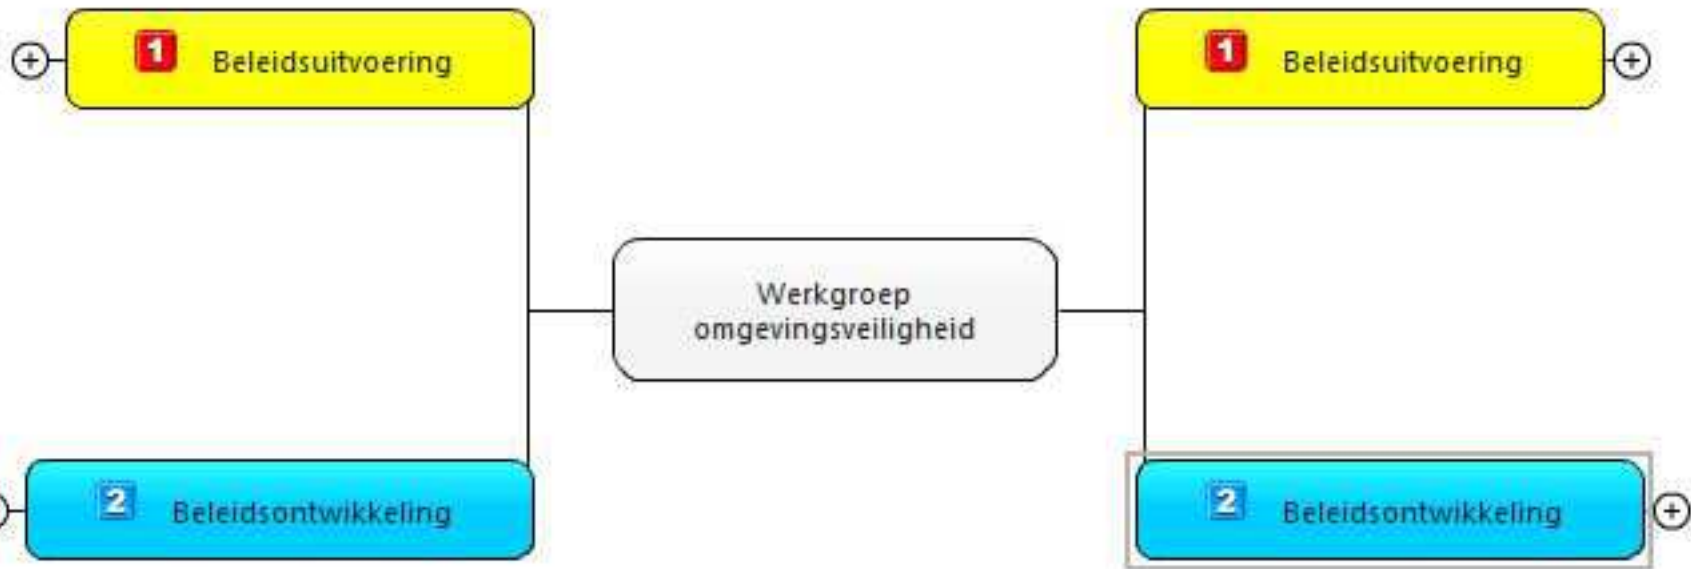 1 Beleidsuitvoering
1 Beleidsuitvoering
Werkgroep
omgevingsveiligheid
2 Beleidsontwikkeling
2 Beleidsontwikkeling